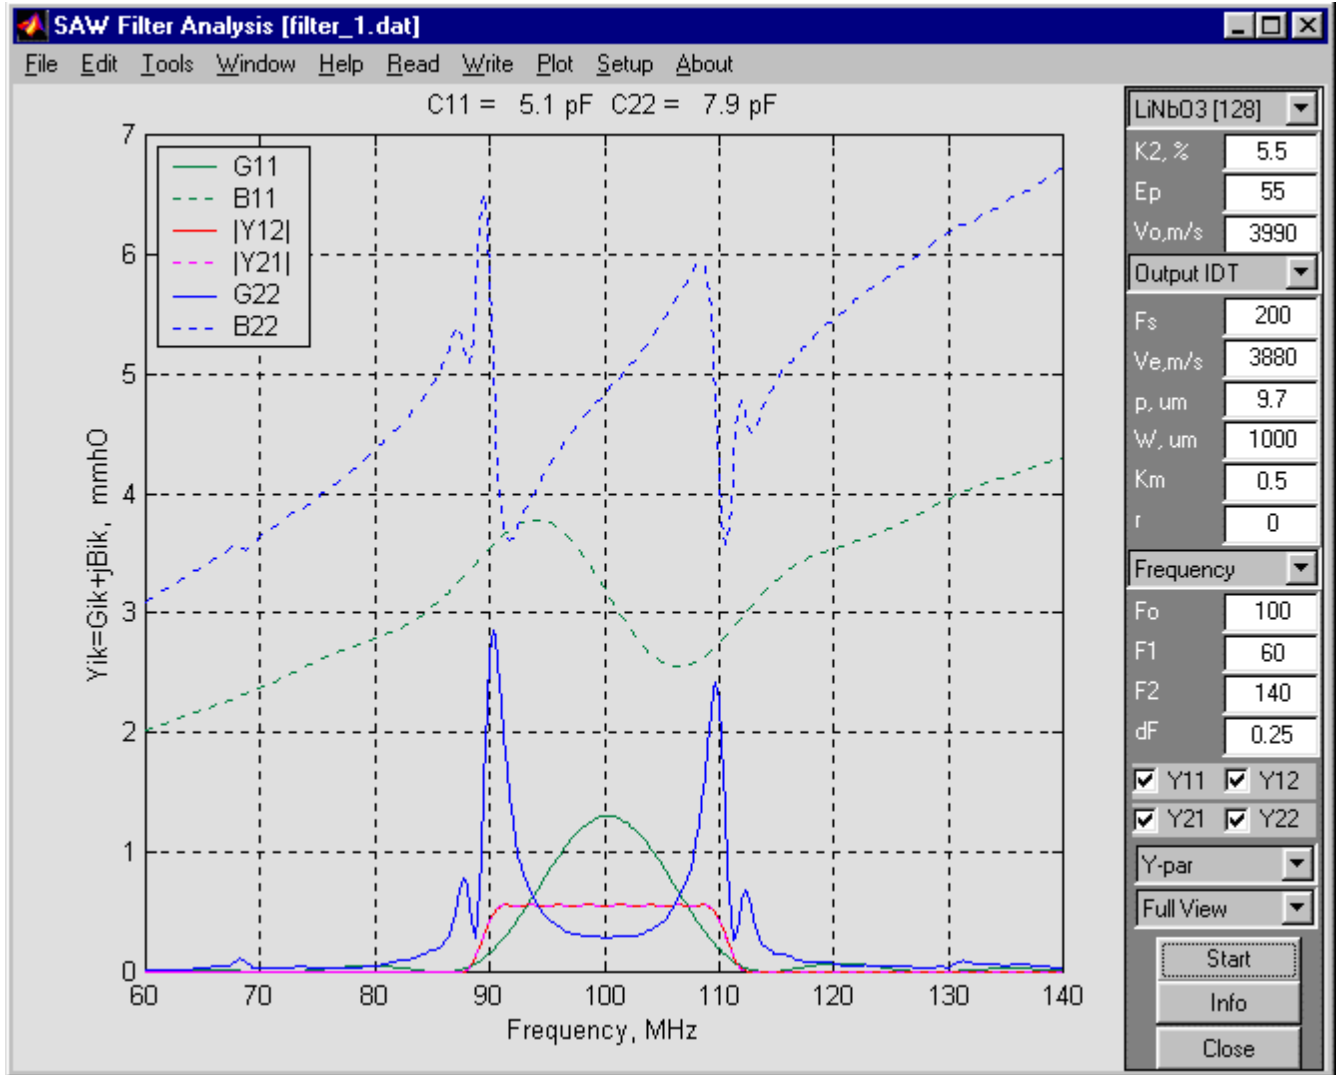 SAW Filter Analysis [filter_1.dat]
File Edit Tools Window Help Read Write Plot Setup About
C11 = 5.1 pF C22 = 7.9 pF
7
6
5
4
3
2
1
0
Yik=Gik+jBik, mmhO
G11
B11
|Y12|
|Y21|
G22
B22
60 70 80 90 100 110 120 130 140
Frequency, MHz
LiNbO3 [128]
K2, % 5.5
Ep 55
Vo,m/s 3990
Output IDT
Fs 200
Ve,m/s 3880
p, um 9.7
W, um 1000
Km 0.5
r 0
Frequency
Fo 100
F1 60
F2 140
dF 0.25
Y11 Y12
Y21 Y22
Y-par
Full View
Start
Info
Close